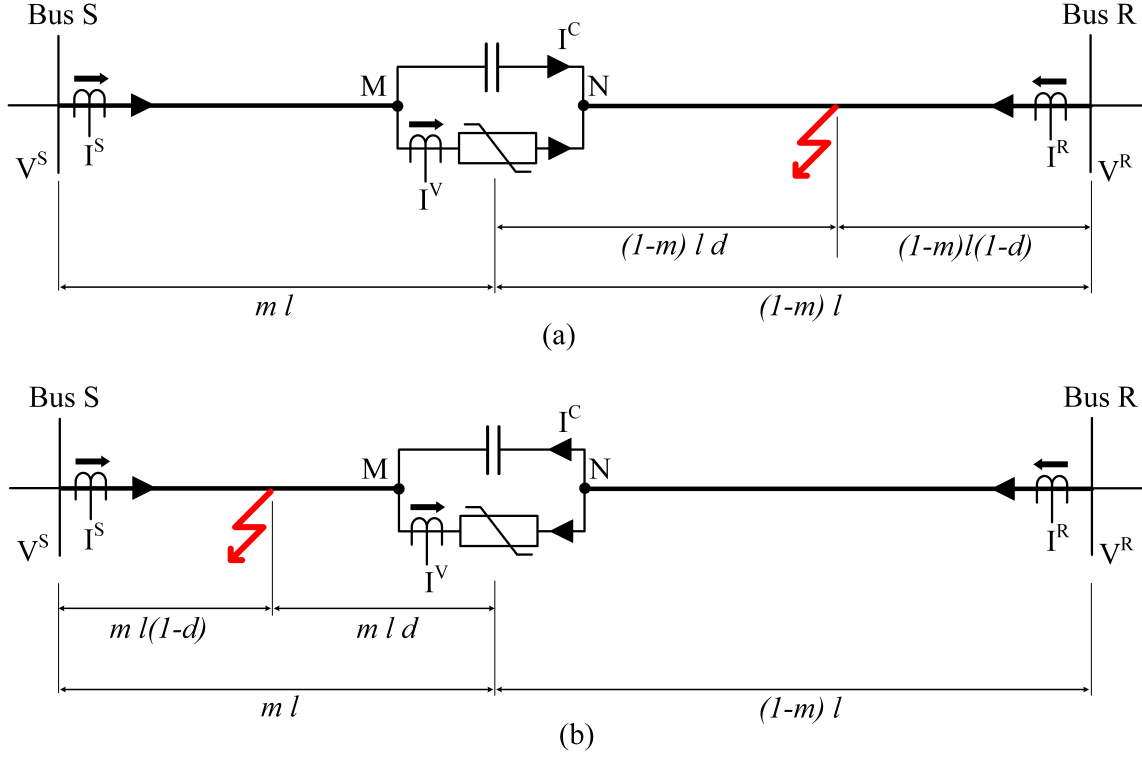 Bus S
Bus R
I^C
M
N
I^S
I^R
V^S
I^V
V^R
(1-m) l d
(1-m)l(1-d)
m l
(1-m) l
(a)
Bus S
Bus R
I^C
M
N
I^S
I^R
V^S
I^V
V^R
m l(1-d)
m l d
m l
(1-m) l
(b)